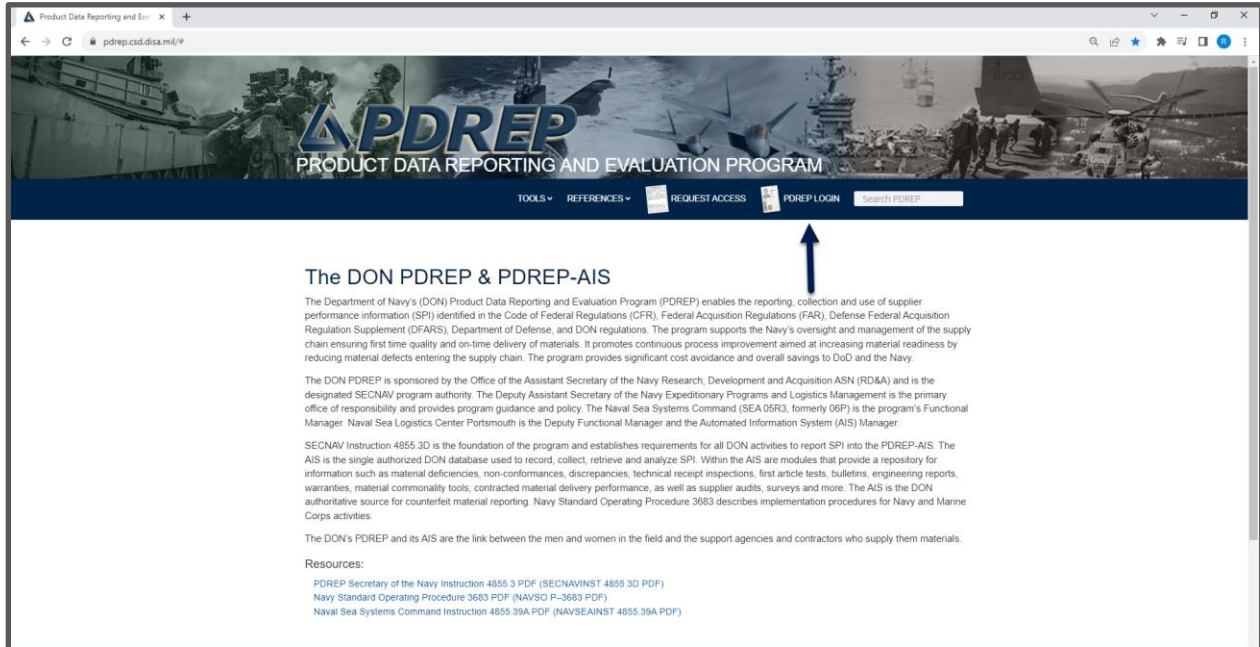 Product Data Reporting and Eva
pdrep.csd.disa.mil/#
R
19
PDREP
PRODUCT DATA REPORTING AND EVALUATION PROGRAM
06
TOOLS REFERENCES REQUEST ACCESS PDREP LOGIN Search PDREP
The DON PDREP & PDREP-AIS
The Department of Navy's (DON) Product Data Reporting and Evaluation Program (PDREP) enables the reporting, collection and use of supplier
performance information (SPI) identified in the Code of Federal Regulations (CFR), Federal Acquisition Regulations (FAR), Defense Federal Acquisition
Regulation Supplement (DFARS), Department of Defense, and DON regulations. The program supports the Navy's oversight and management of the supply
chain ensuring first time quality and on-time delivery of materials. It promotes continuous process improvement aimed at increasing material readiness by
reducing material defects entering the supply chain. The program provides significant cost avoidance and overall savings to DoD and the Navy.
The DON PDREP is sponsored by the Office of the Assistant Secretary of the Navy Research, Development and Acquisition ASN (RD&A) and is the
designated SECNAV program authority. The Deputy Assistant Secretary of the Navy Expeditionary Programs and Logistics Management is the primary
office of responsibility and provides program guidance and policy. The Naval Sea Systems Command (SEA 05R3, formerly 06P) is the program's Functional
Manager. Naval Sea Logistics Center Portsmouth is the Deputy Functional Manager and the Automated Information System (AIS) Manager.
SECNAV Instruction 4855.3D is the foundation of the program and establishes requirements for all DON activities to report SPI into the PDREP-AIS. The
AIS is the single authorized DON database used to record, collect, retrieve and analyze SPI. Within the AIS are modules that provide a repository for
information such as material deficiencies, non-conformances, discrepancies, technical receipt inspections, first article tests, bulletins, engineering reports,
warranties, material commonality tools, contracted material delivery performance, as well as supplier audits, surveys and more. The AIS is the DON
authoritative source for counterfeit material reporting. Navy Standard Operating Procedure 3683 describes implementation procedures for Navy and Marine
Corps activities.
The DON's PDREP and its AIS are the link between the men and women in the field and the support agencies and contractors who supply them materials.
Resources:
PDREP Secretary of the Navy Instruction 4855.3 PDF (SECNAVINST 4855.3D PDF)
Navy Standard Operating Procedure 3683 PDF (NAVSO P–3683 PDF)
Naval Sea Systems Command Instruction 4855.39A PDF (NAVSEAINST 4855.39A PDF)